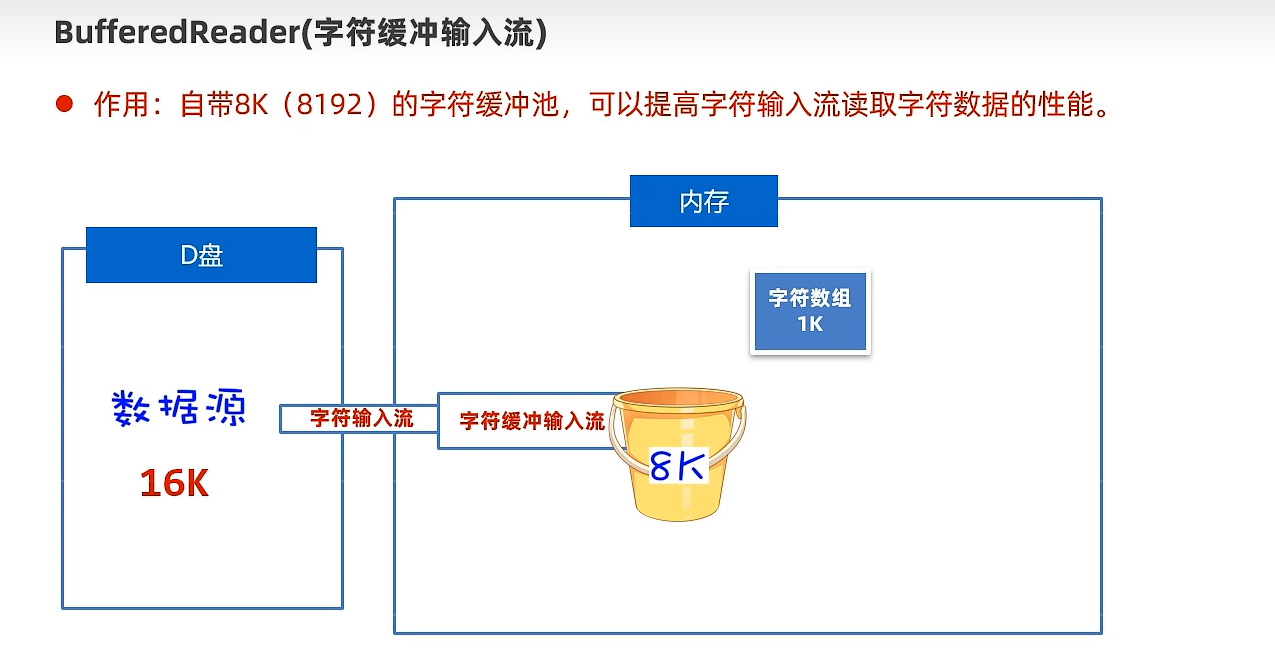 BufferedReader(字符缓冲输入流)
作用：自带8K（8192）的字符缓冲池，可以提高字符输入流读取字符数据的性能。
内存
D盘
字符数组
1K
数据源
字符输入流
字符缓冲输入流
8K
16K